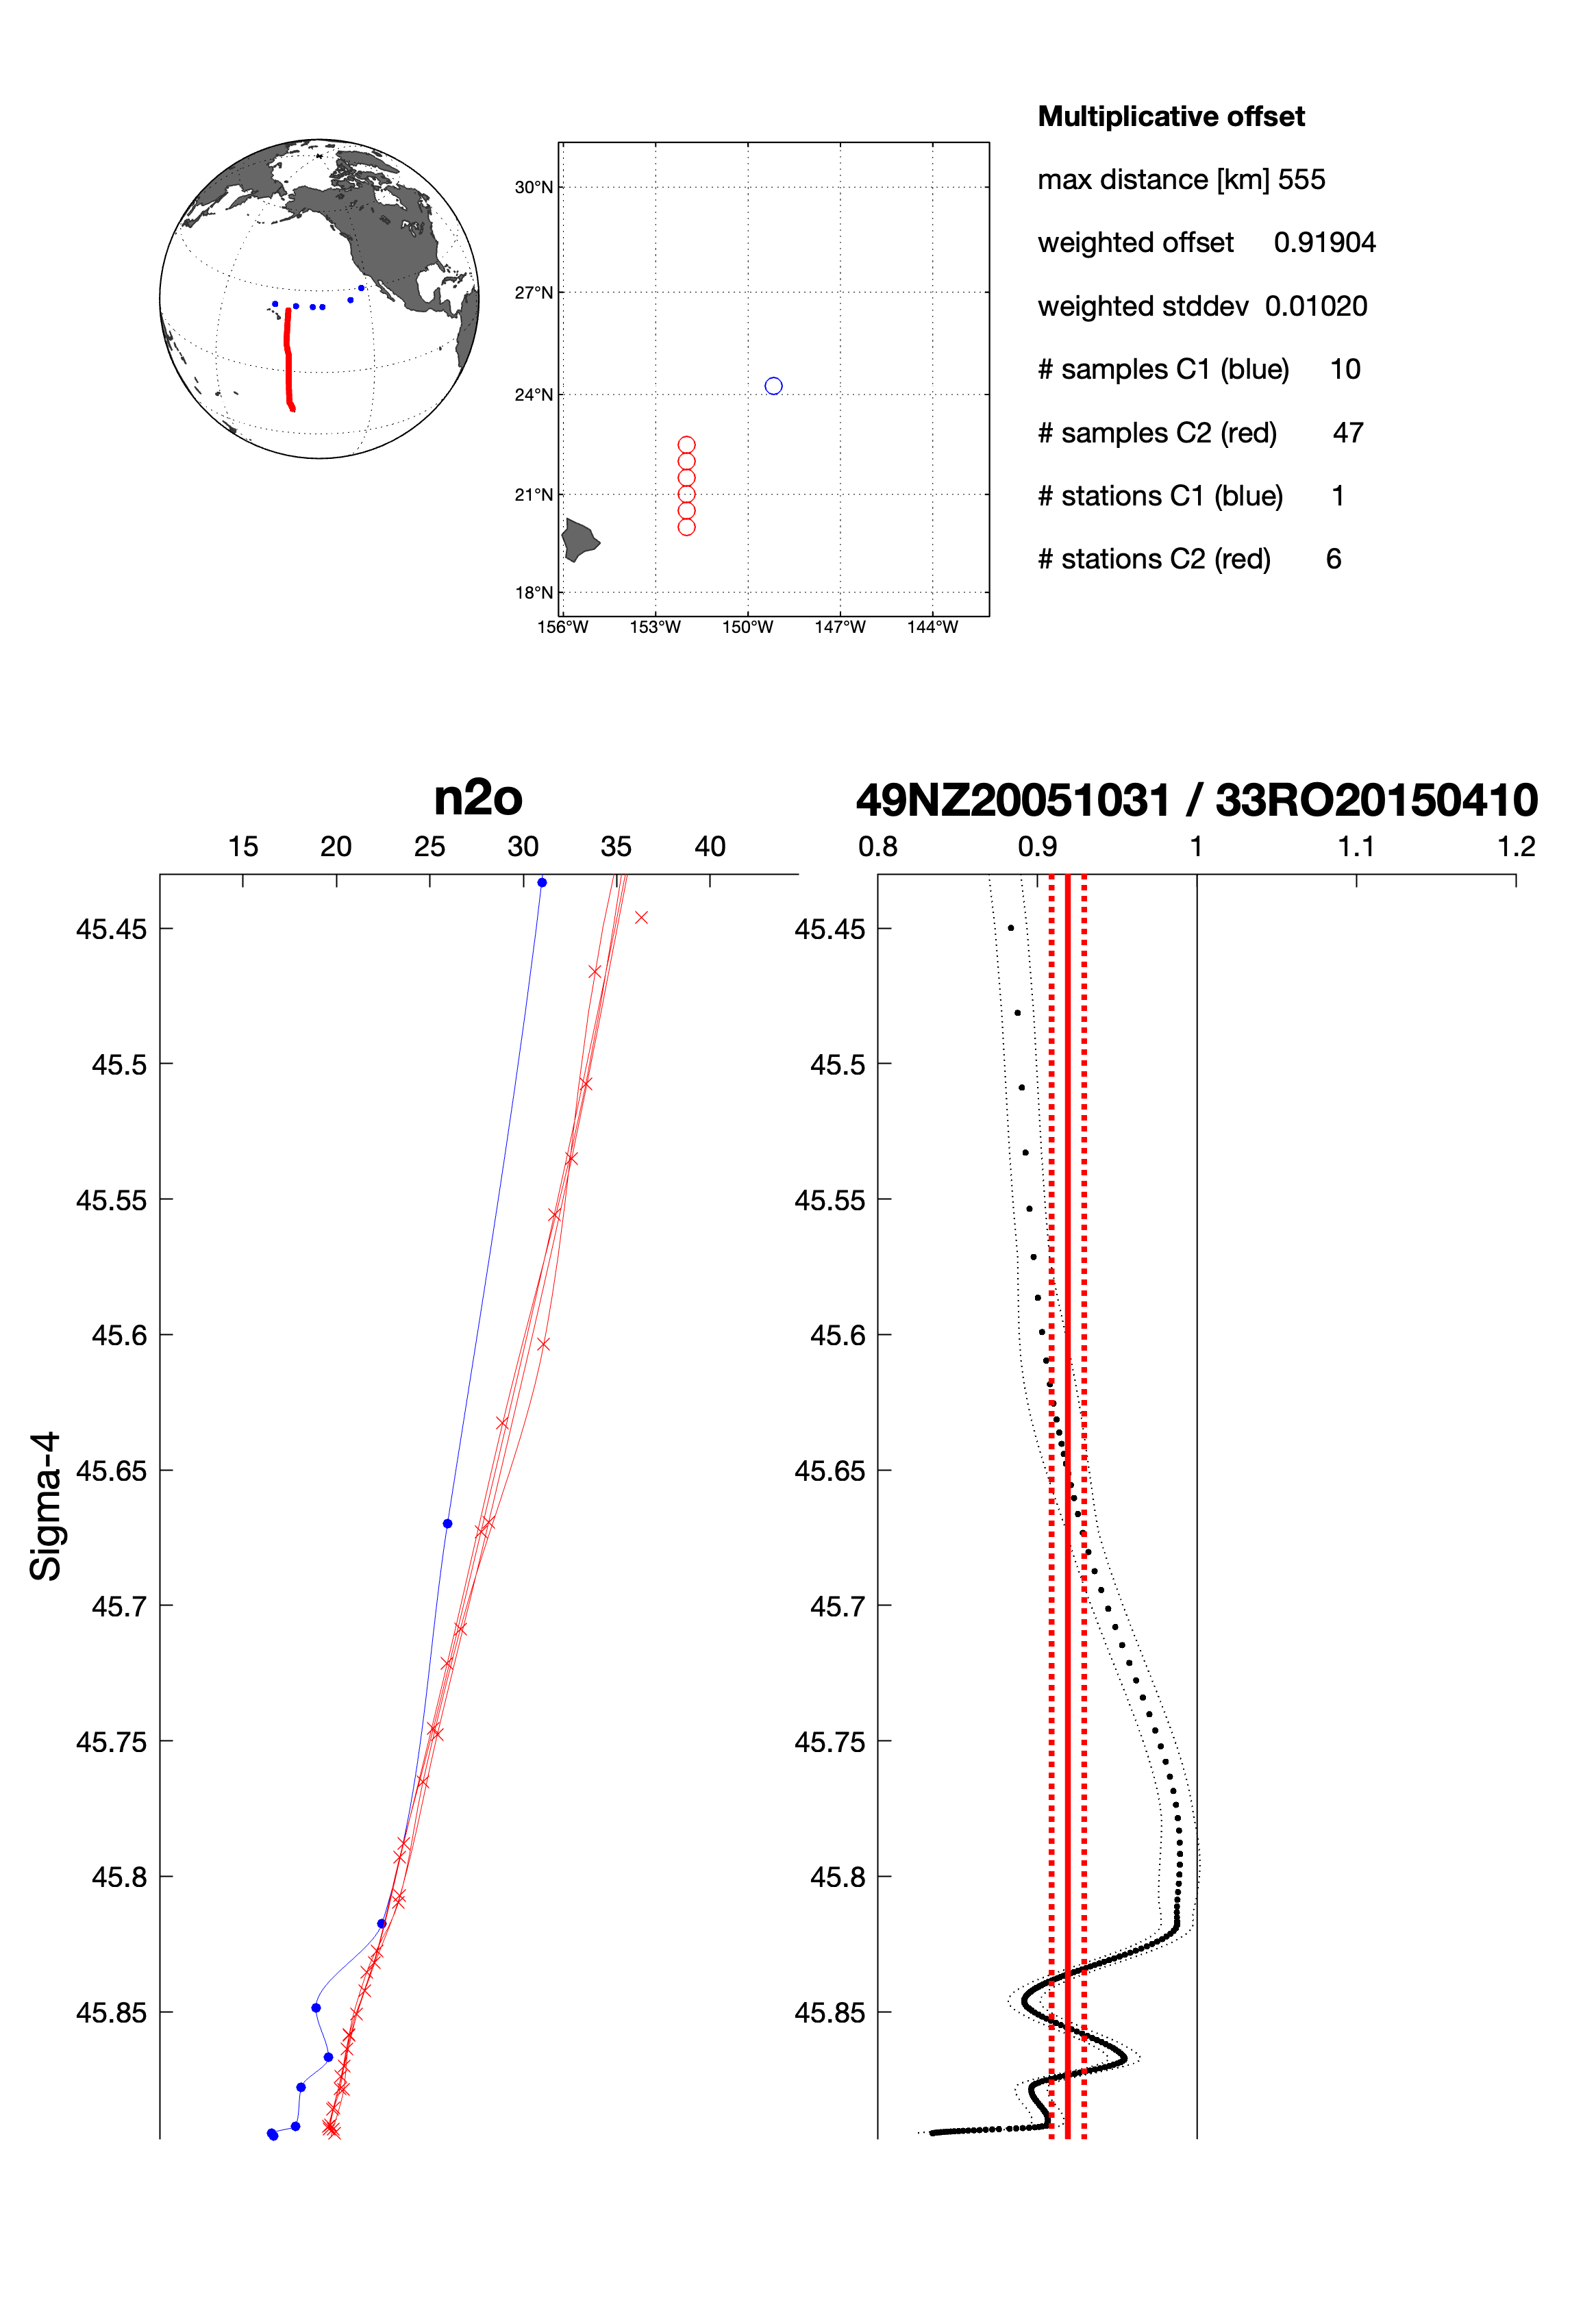 Multiplicative offset
max distance [km] 555
weighted offset 0.91904
weighted stddev 0.01020
# samples C1 (blue) 10
# samples C2 (red) 47
# stations C1 (blue) 1
# stations C2 (red) 6
30°N
27°N
24°N
21°N
18°N
156°W 153°W 150°W 147°W 144°W
n2o
15 20 25 30 35 40
45.45
45.5
45.55
45.6
45.65
45.7
45.75
45.8
45.85
Sigma-4
49NZ20051031 / 33RO20150410
0.8 0.9 1 1.1 1.2
45.45
45.5
45.55
45.6
45.65
45.7
45.75
45.8
45.85